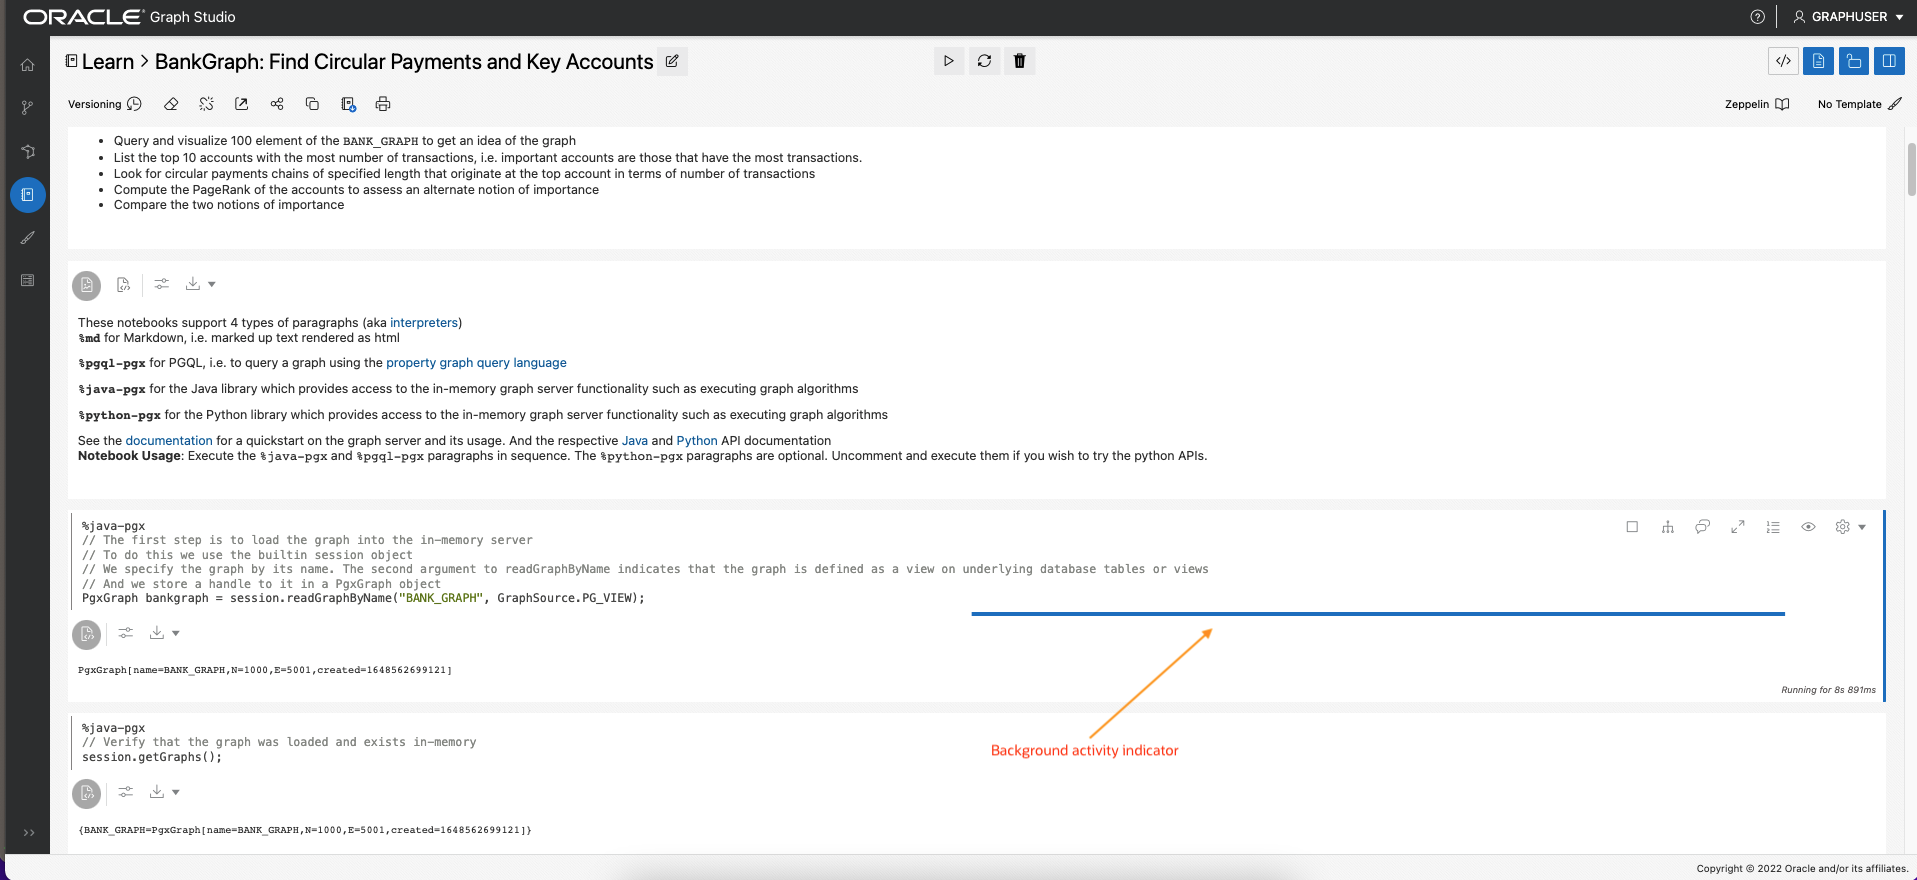 ORACLE Graph Studio
GRAPHUSER
Learn > BankGraph: Find Circular Payments and Key Accounts
Versioning
Zeppelin
No Template
• Query and visualize 100 element of the BANK_GRAPH to get an idea of the graph
• List the top 10 accounts with the most number of transactions, i.e. important accounts are those that have the most transactions.
• Look for circular payments chains of specified length that originate at the top account in terms of number of transactions
• Compute the PageRank of the accounts to assess an alternate notion of importance
• Compare the two notions of importance
These notebooks support 4 types of paragraphs (aka interpreters)
%md for Markdown, i.e. marked up text rendered as html
%pgql-pgx for PGQL, i.e. to query a graph using the property graph query language
%java-pgx for the Java library which provides access to the in-memory graph server functionality such as executing graph algorithms
%python-pgx for the Python library which provides access to the in-memory graph server functionality such as executing graph algorithms
See the documentation for a quickstart on the graph server and its usage. And the respective Java and Python API documentation
Notebook Usage: Execute the %java-pgx and %pgql-pgx paragraphs in sequence. The %python-pgx paragraphs are optional. Uncomment and execute them if you wish to try the python APIs.
%java-pgx
// The first step is to load the graph into the in-memory server
// To do this we use the builtin session object
// We specify the graph by its name. The second argument to readGraphByName indicates that the graph is defined as a view on underlying database tables or views
// And we store a handle to it in a PgxGraph object
PgxGraph bankgraph = session.readGraphByName("BANK_GRAPH", GraphSource.PG_VIEW);
PgxGraph[name=BANK_GRAPH,N=1000,E=5001,created=1648562699121]
Running for 8s 891ms
%java-pgx
// Verify that the graph was loaded and exists in-memory
session.getGraphs();
Background activity indicator
{BANK_GRAPH=PgxGraph[name=BANK_GRAPH,N=1000,E=5001,created=1648562699121]}
Copyright © 2022 Oracle and/or its affiliates.